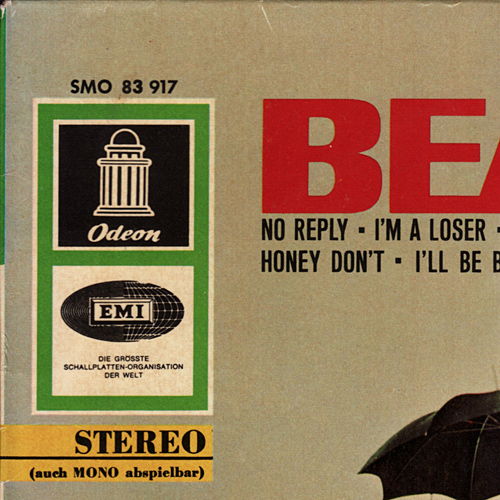 SMO 83 917
BEA
NO REPLY · I'M A LOSER ·
HONEY DON'T · I'LL BE B
Odeon
EMI
DIE GRÖSSTE
SCHALLPLATTEN-ORGANISATION
DER WELT
STEREO
(auch MONO abspielbar)